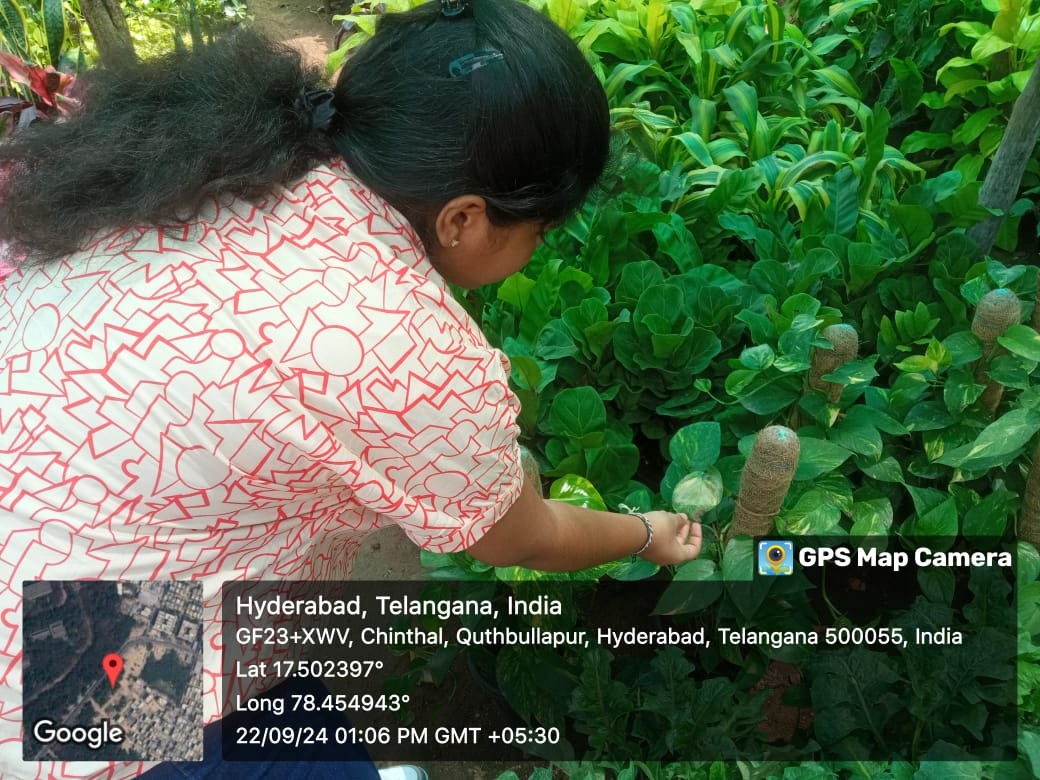 GPS Map Camera
Hyderabad, Telangana, India
GF23+XWV, Chinthal, Quthbullapur, Hyderabad, Telangana 500055, India
Lat 17.502397°
Long 78.454943°
22/09/24 01:06 PM GMT +05:30
Google